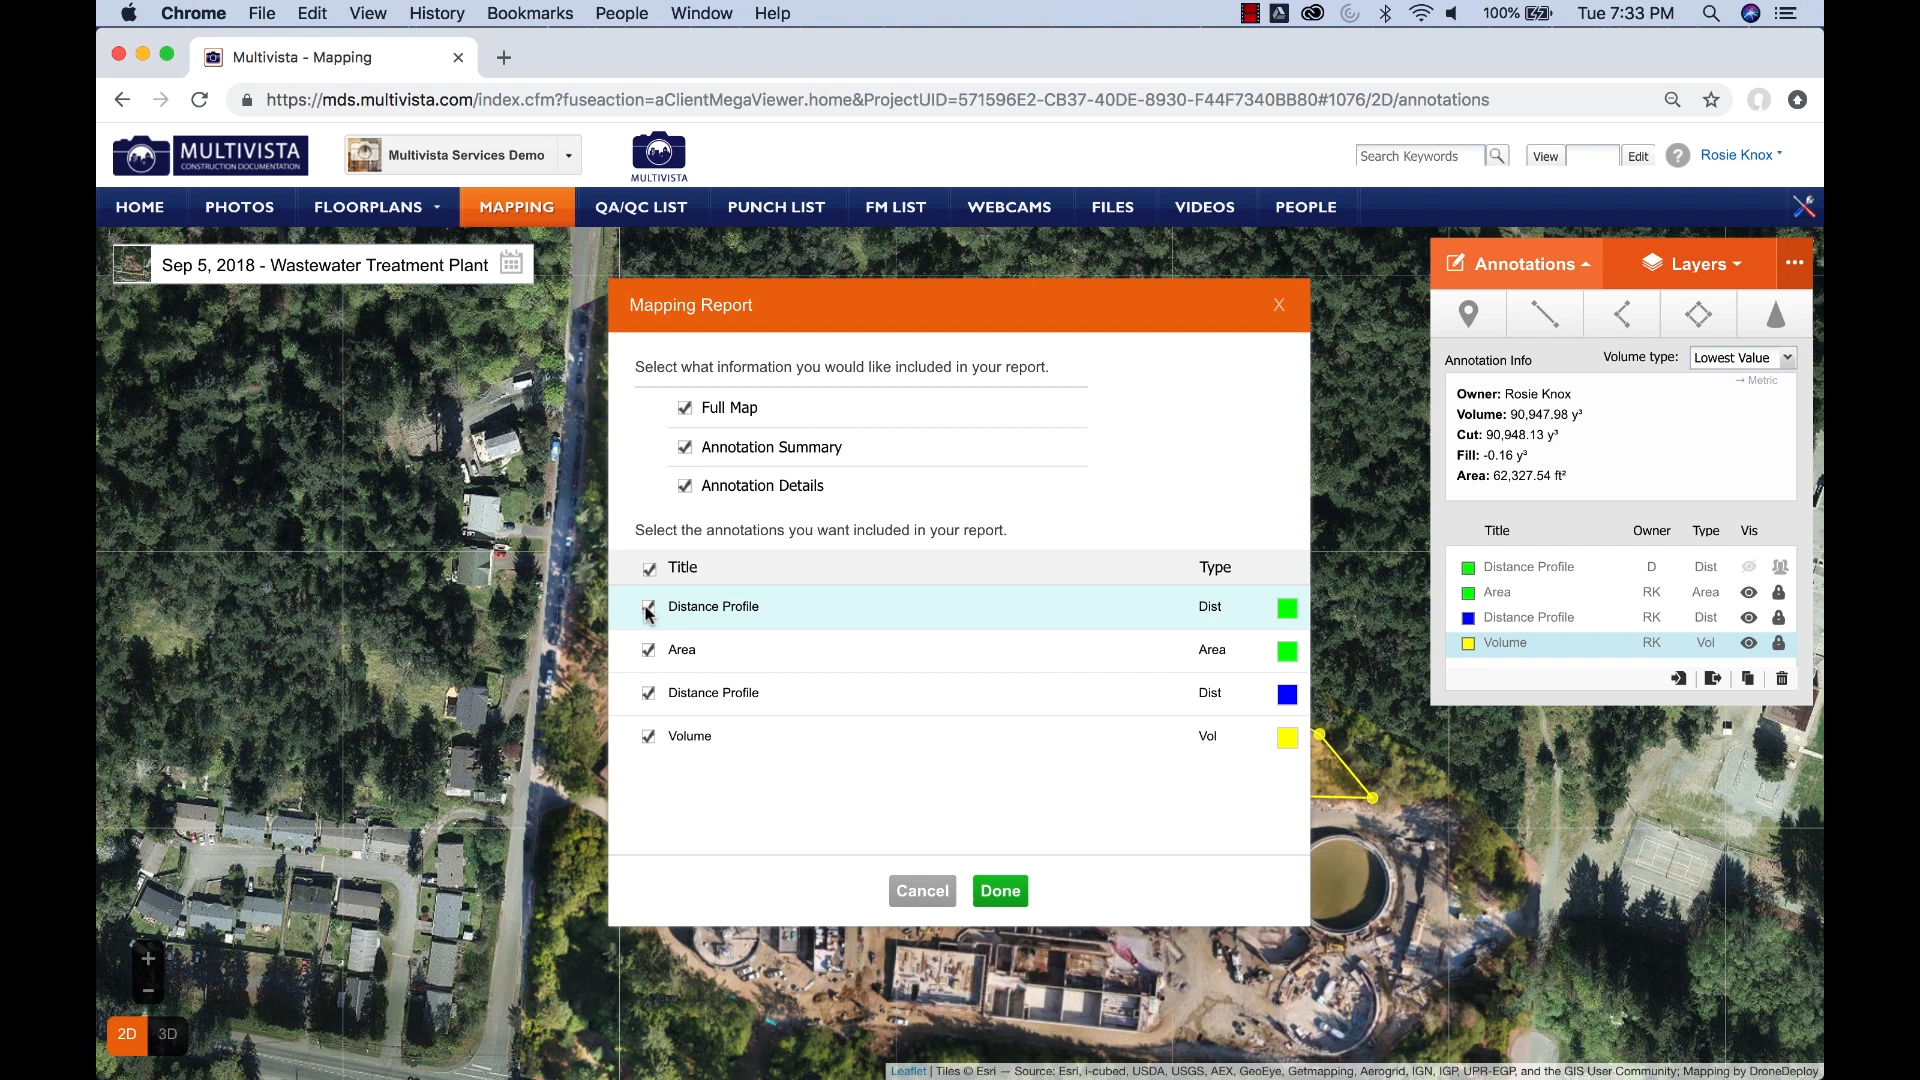 Chrome File Edit View History Bookmarks People Window Help 100% Tue 7:33 PM
Multivista - Mapping
https://mds.multivista.com/index.cfm?fuseaction=aClientMegaViewer.home&ProjectUID=571596E2-CB37-40DE-8930-F44F7340BB80#1076/2D/annotations
MULTIVISTA
CONSTRUCTION DOCUMENTATION
Multivista Services Demo
MULTIVISTA
Search Keywords View Edit ? Rosie Knox
HOME PHOTOS FLOORPLANS MAPPING QA/QC LIST PUNCH LIST FM LIST WEBCAMS FILES VIDEOS PEOPLE
Sep 5, 2018 - Wastewater Treatment Plant
Mapping Report X
Select what information you would like included in your report.
Full Map
Annotation Summary
Annotation Details
Select the annotations you want included in your report.
Title Type
Distance Profile Dist
Area Area
Distance Profile Dist
Volume Vol
Cancel Done
Annotations Layers
Annotation Info Volume type: Lowest Value
→ Metric
Owner: Rosie Knox
Volume: 90,947.98 y³
Cut: 90,948.13 y³
Fill: -0.16 y³
Area: 62,327.54 ft²
Title Owner Type Vis
Distance Profile D Dist
Area RK Area
Distance Profile RK Dist
Volume RK Vol
+
−
2D 3D
Leaflet | Tiles © Esri — Source: Esri, i-cubed, USDA, USGS, AEX, GeoEye, Getmapping, Aerogrid, IGN, IGP, UPR-EGP, and the GIS User Community; Mapping by DroneDeploy